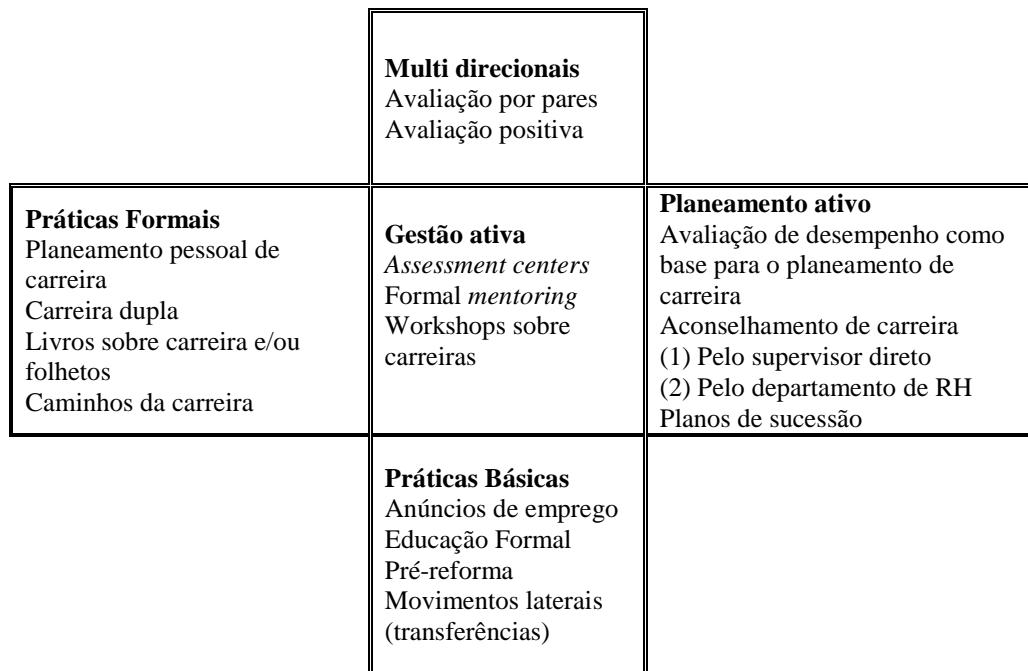 Multi direcionais
Avaliação por pares
Avaliação positiva
Práticas Formais
Planeamento pessoal de
carreira
Carreira dupla
Livros sobre carreira e/ou
folhetos
Caminhos da carreira
Gestão ativa
Assessment centers
Formal mentoring
Workshops sobre
carreiras
Planeamento ativo
Avaliação de desempenho como
base para o planeamento de
carreira
Aconselhamento de carreira
(1) Pelo supervisor direto
(2) Pelo departamento de RH
Planos de sucessão
Práticas Básicas
Anúncios de emprego
Educação Formal
Pré-reforma
Movimentos laterais
(transferências)